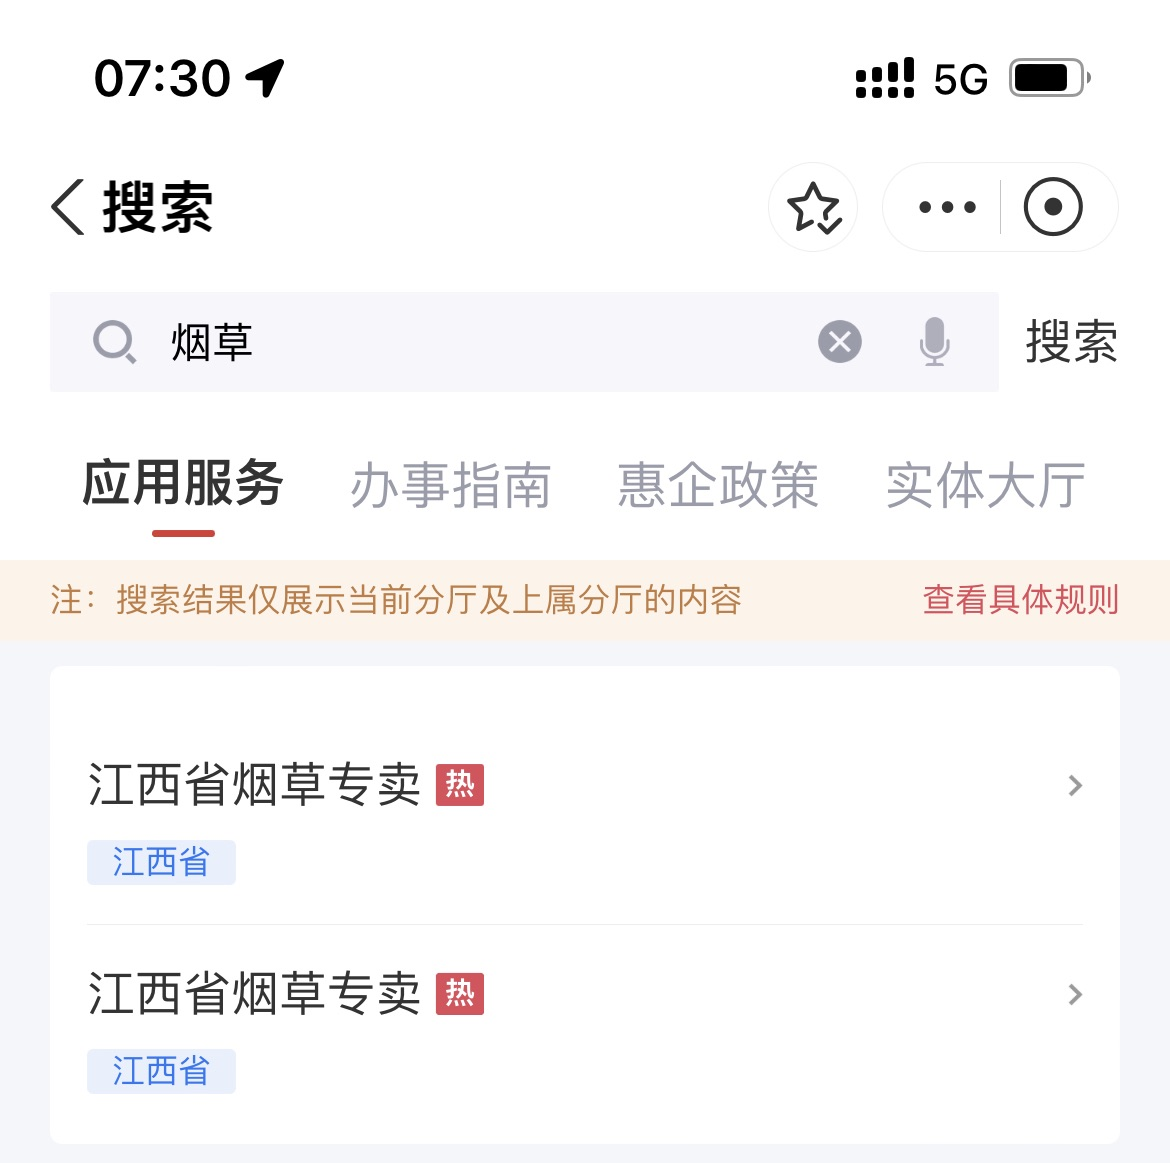 07:30 5G
搜索
烟草 搜索
应用服务 办事指南 惠企政策 实体大厅
注：搜索结果仅展示当前分厅及上属分厅的内容 查看具体规则
江西省烟草专卖 热
江西省
江西省烟草专卖 热
江西省